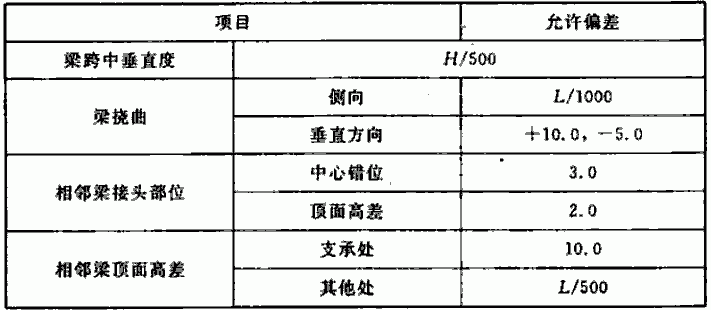 项目 允许偏差
梁跨中垂直度 H/500
梁挠曲 侧向 L/1000
垂直方向 +10.0，-5.0
相邻梁接头部位 中心错位 3.0
顶面高差 2.0
相邻梁顶面高差 支承处 10.0
其他处 L/500